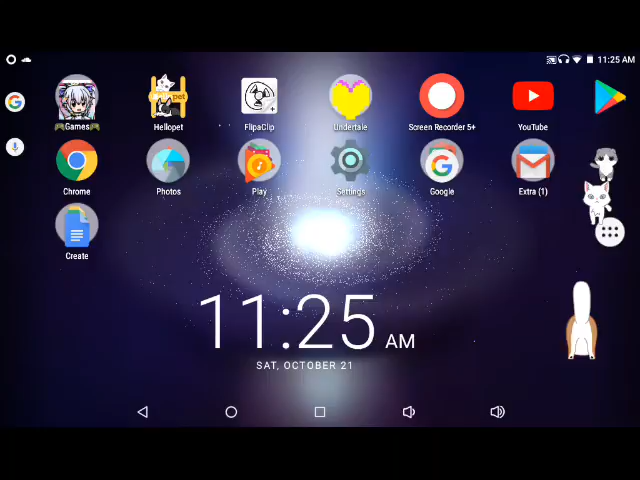 11:25 AM
Games
Hellopet
FlipaClip
Undertale
Screen Recorder 5+
YouTube
Chrome
Photos
Play
Settings
Google
Extra (1)
Create
11:25 AM
SAT, OCTOBER 21